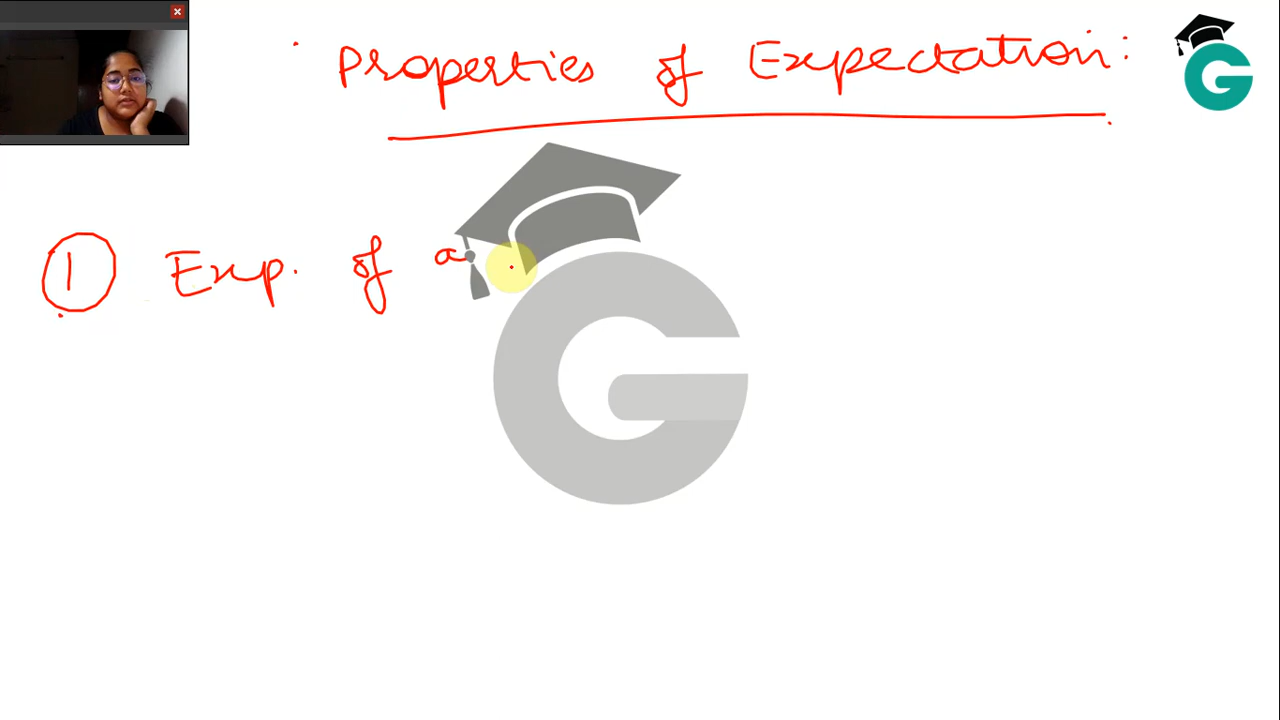 Properties of Expectation:
① Exp. of a